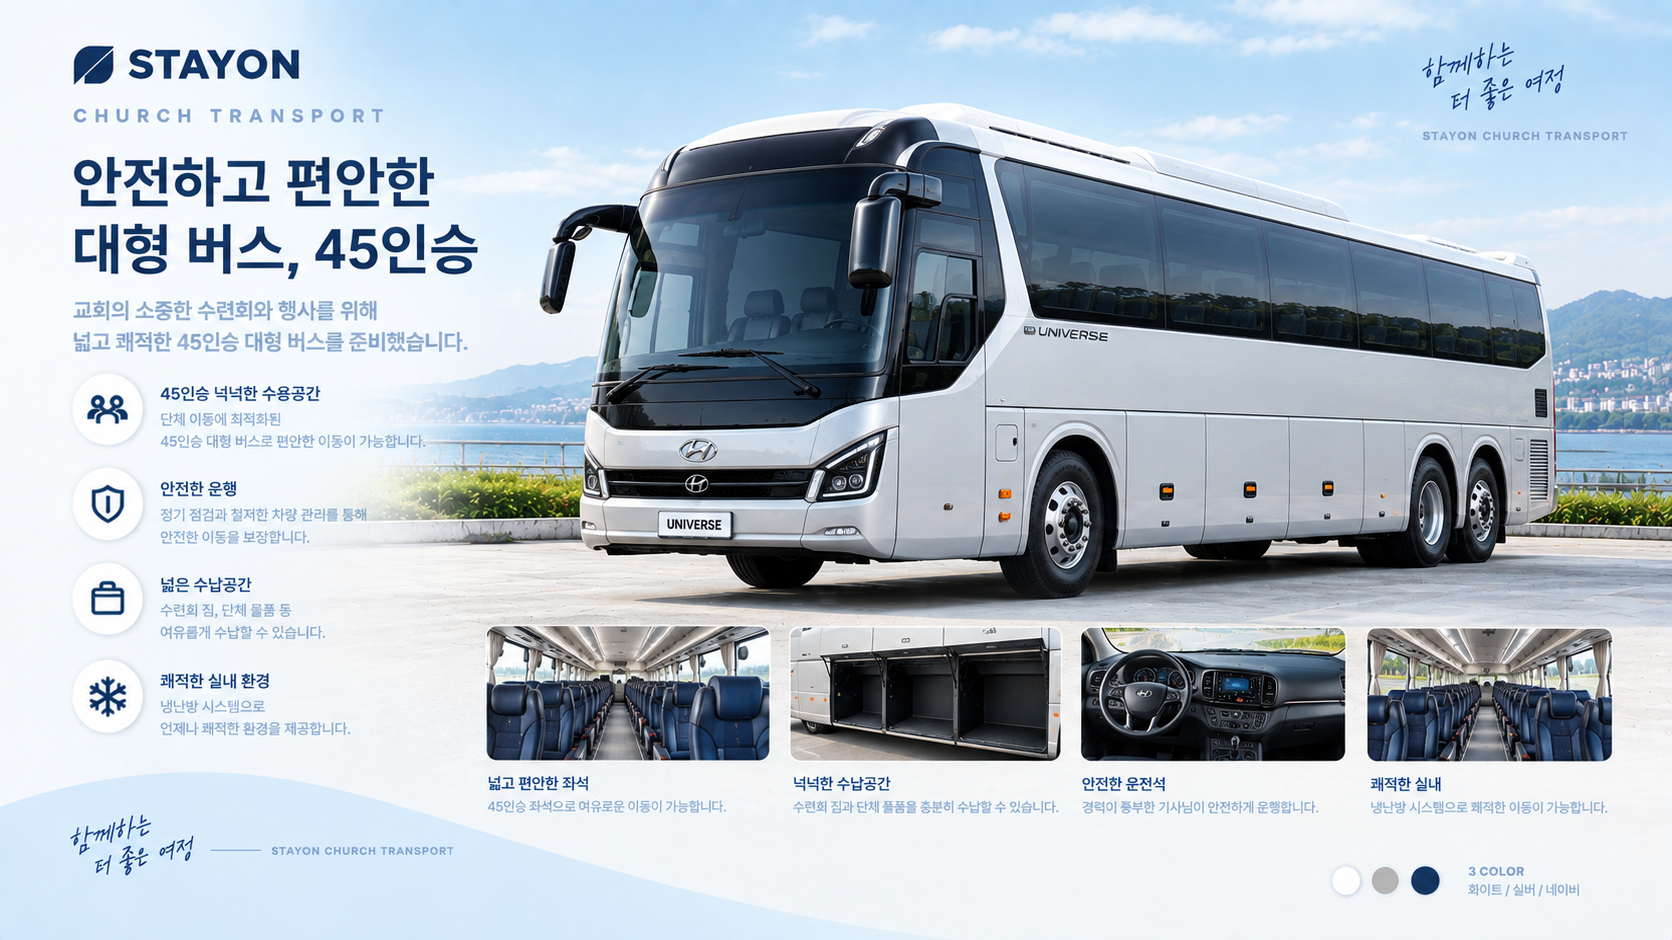 STAYON
CHURCH TRANSPORT
안전하고 편안한
대형 버스, 45인승
교회의 소중한 수련회와 행사를 위해
넓고 쾌적한 45인승 대형 버스를 준비했습니다.
45인승 넉넉한 수용공간
단체 이동에 최적화된
45인승 대형 버스로 편안한 이동이 가능합니다.
안전한 운행
정기 점검과 철저한 차량 관리를 통해
안전한 이동을 보장합니다.
넓은 수납공간
수련회 짐, 단체 물품 등
여유롭게 수납할 수 있습니다.
쾌적한 실내 환경
냉난방 시스템으로
언제나 쾌적한 환경을 제공합니다.
함께하는
터 좋은 여정
STAYON CHURCH TRANSPORT
UNIVERSE
UNIVERSE
넓고 편안한 좌석
45인승 좌석으로 여유로운 이동이 가능합니다.
넉넉한 수납공간
수련회 짐과 단체 풀품을 충분히 수납할 수 있습니다.
안전한 운전석
경력이 풍부한 기사님이 안전하게 운행합니다.
쾌적한 실내
냉난방 시스템으로 쾌적한 이동이 가능합니다.
함께하는
터 좋은 여정
STAYON CHURCH TRANSPORT
3 COLOR
화이트 / 실버 / 네이비